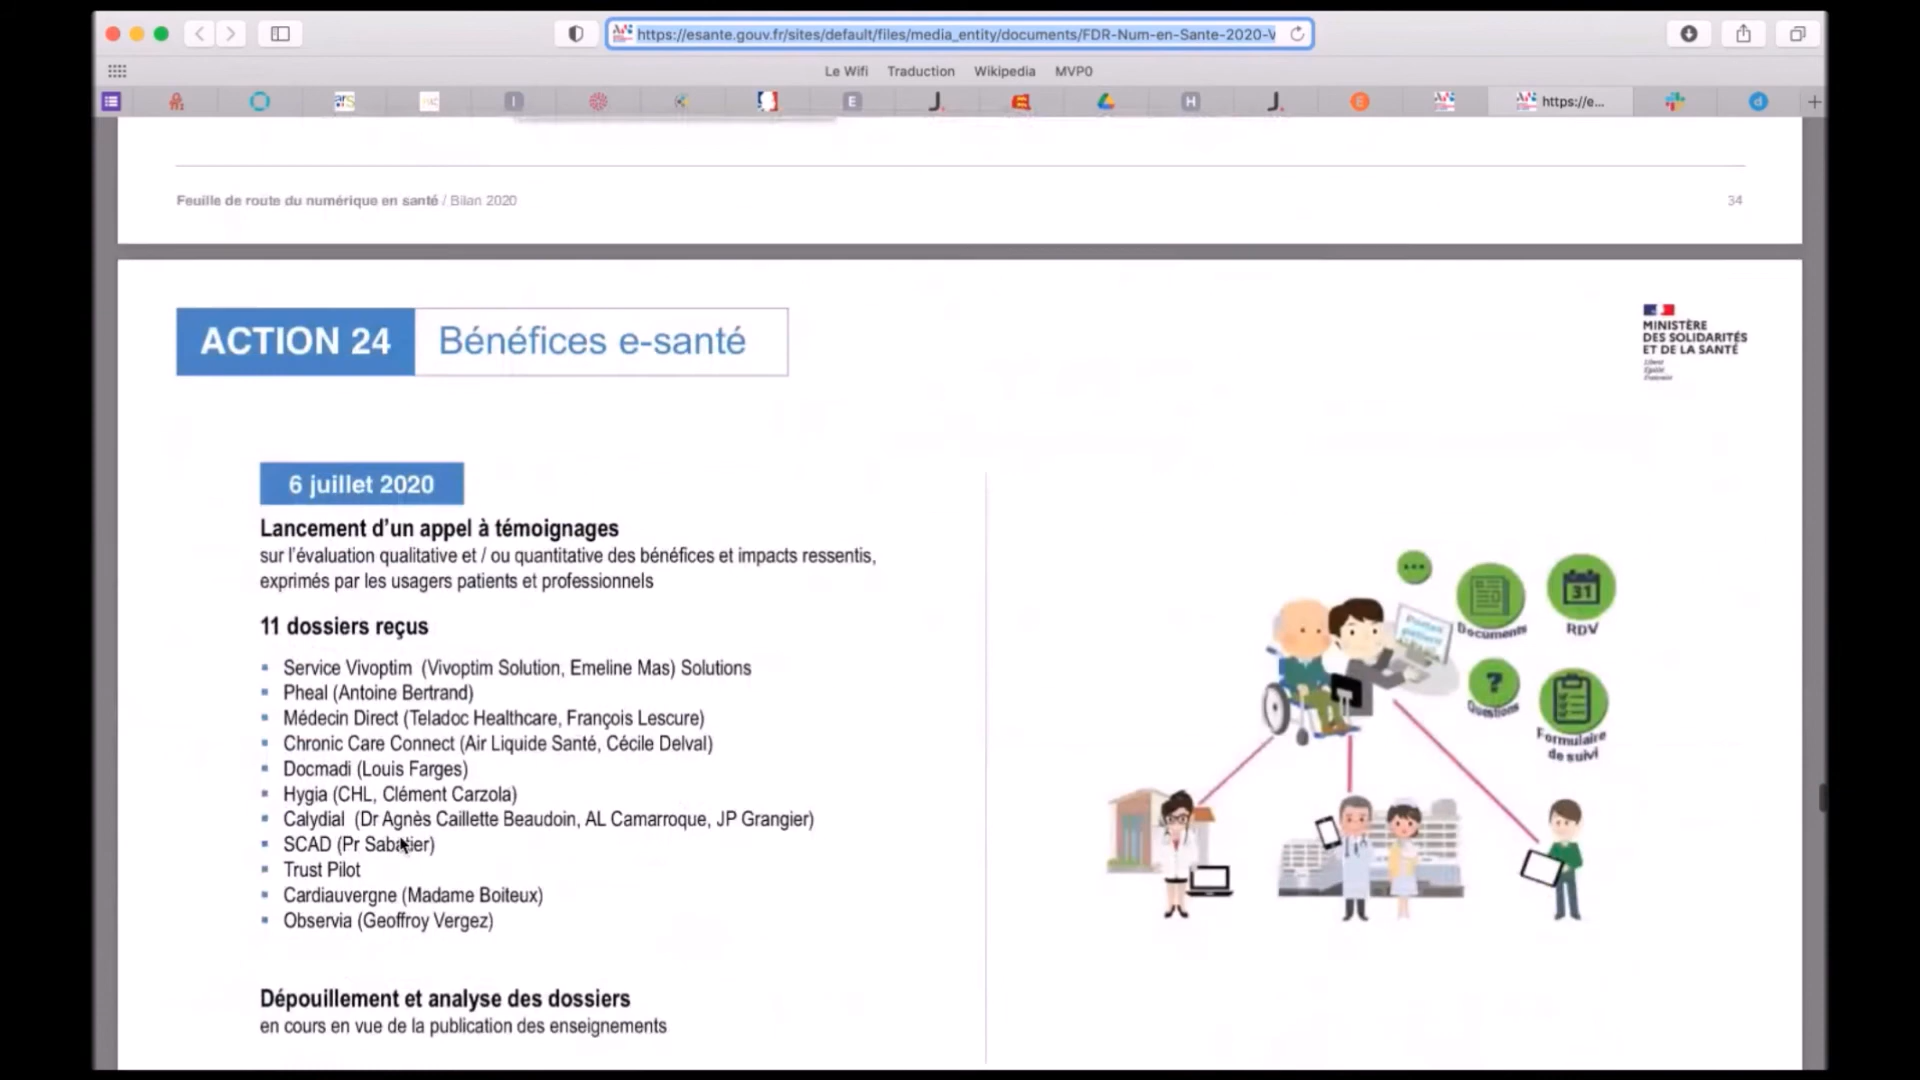 https://esante.gouv.fr/sites/default/files/media_entity/documents/FDR-Num-en-Sante-2020-V
Le Wifi Traduction Wikipedia MVP0
https://e...
Feuille de route du numérique en santé / Bilan 2020
34
ACTION 24
Bénéfices e-santé
MINISTÈRE
DES SOLIDARITÉS
ET DE LA SANTÉ
Liberté
Égalité
Fraternité
6 juillet 2020
Lancement d'un appel à témoignages
sur l'évaluation qualitative et / ou quantitative des bénéfices et impacts ressentis,
exprimés par les usagers patients et professionnels
11 dossiers reçus
Service Vivoptim (Vivoptim Solution, Emeline Mas) Solutions
Pheal (Antoine Bertrand)
Médecin Direct (Teladoc Healthcare, François Lescure)
Chronic Care Connect (Air Liquide Santé, Cécile Delval)
Docmadi (Louis Farges)
Hygia (CHL, Clément Carzola)
Calydial (Dr Agnès Caillette Beaudoin, AL Camarroque, JP Grangier)
SCAD (Pr Sabatier)
Trust Pilot
Cardiauvergne (Madame Boiteux)
Observia (Geoffroy Vergez)
Dépouillement et analyse des dossiers
en cours en vue de la publication des enseignements
Portail
patient
Documents
31
RDV
?
Questions
Formulaire
de suivi